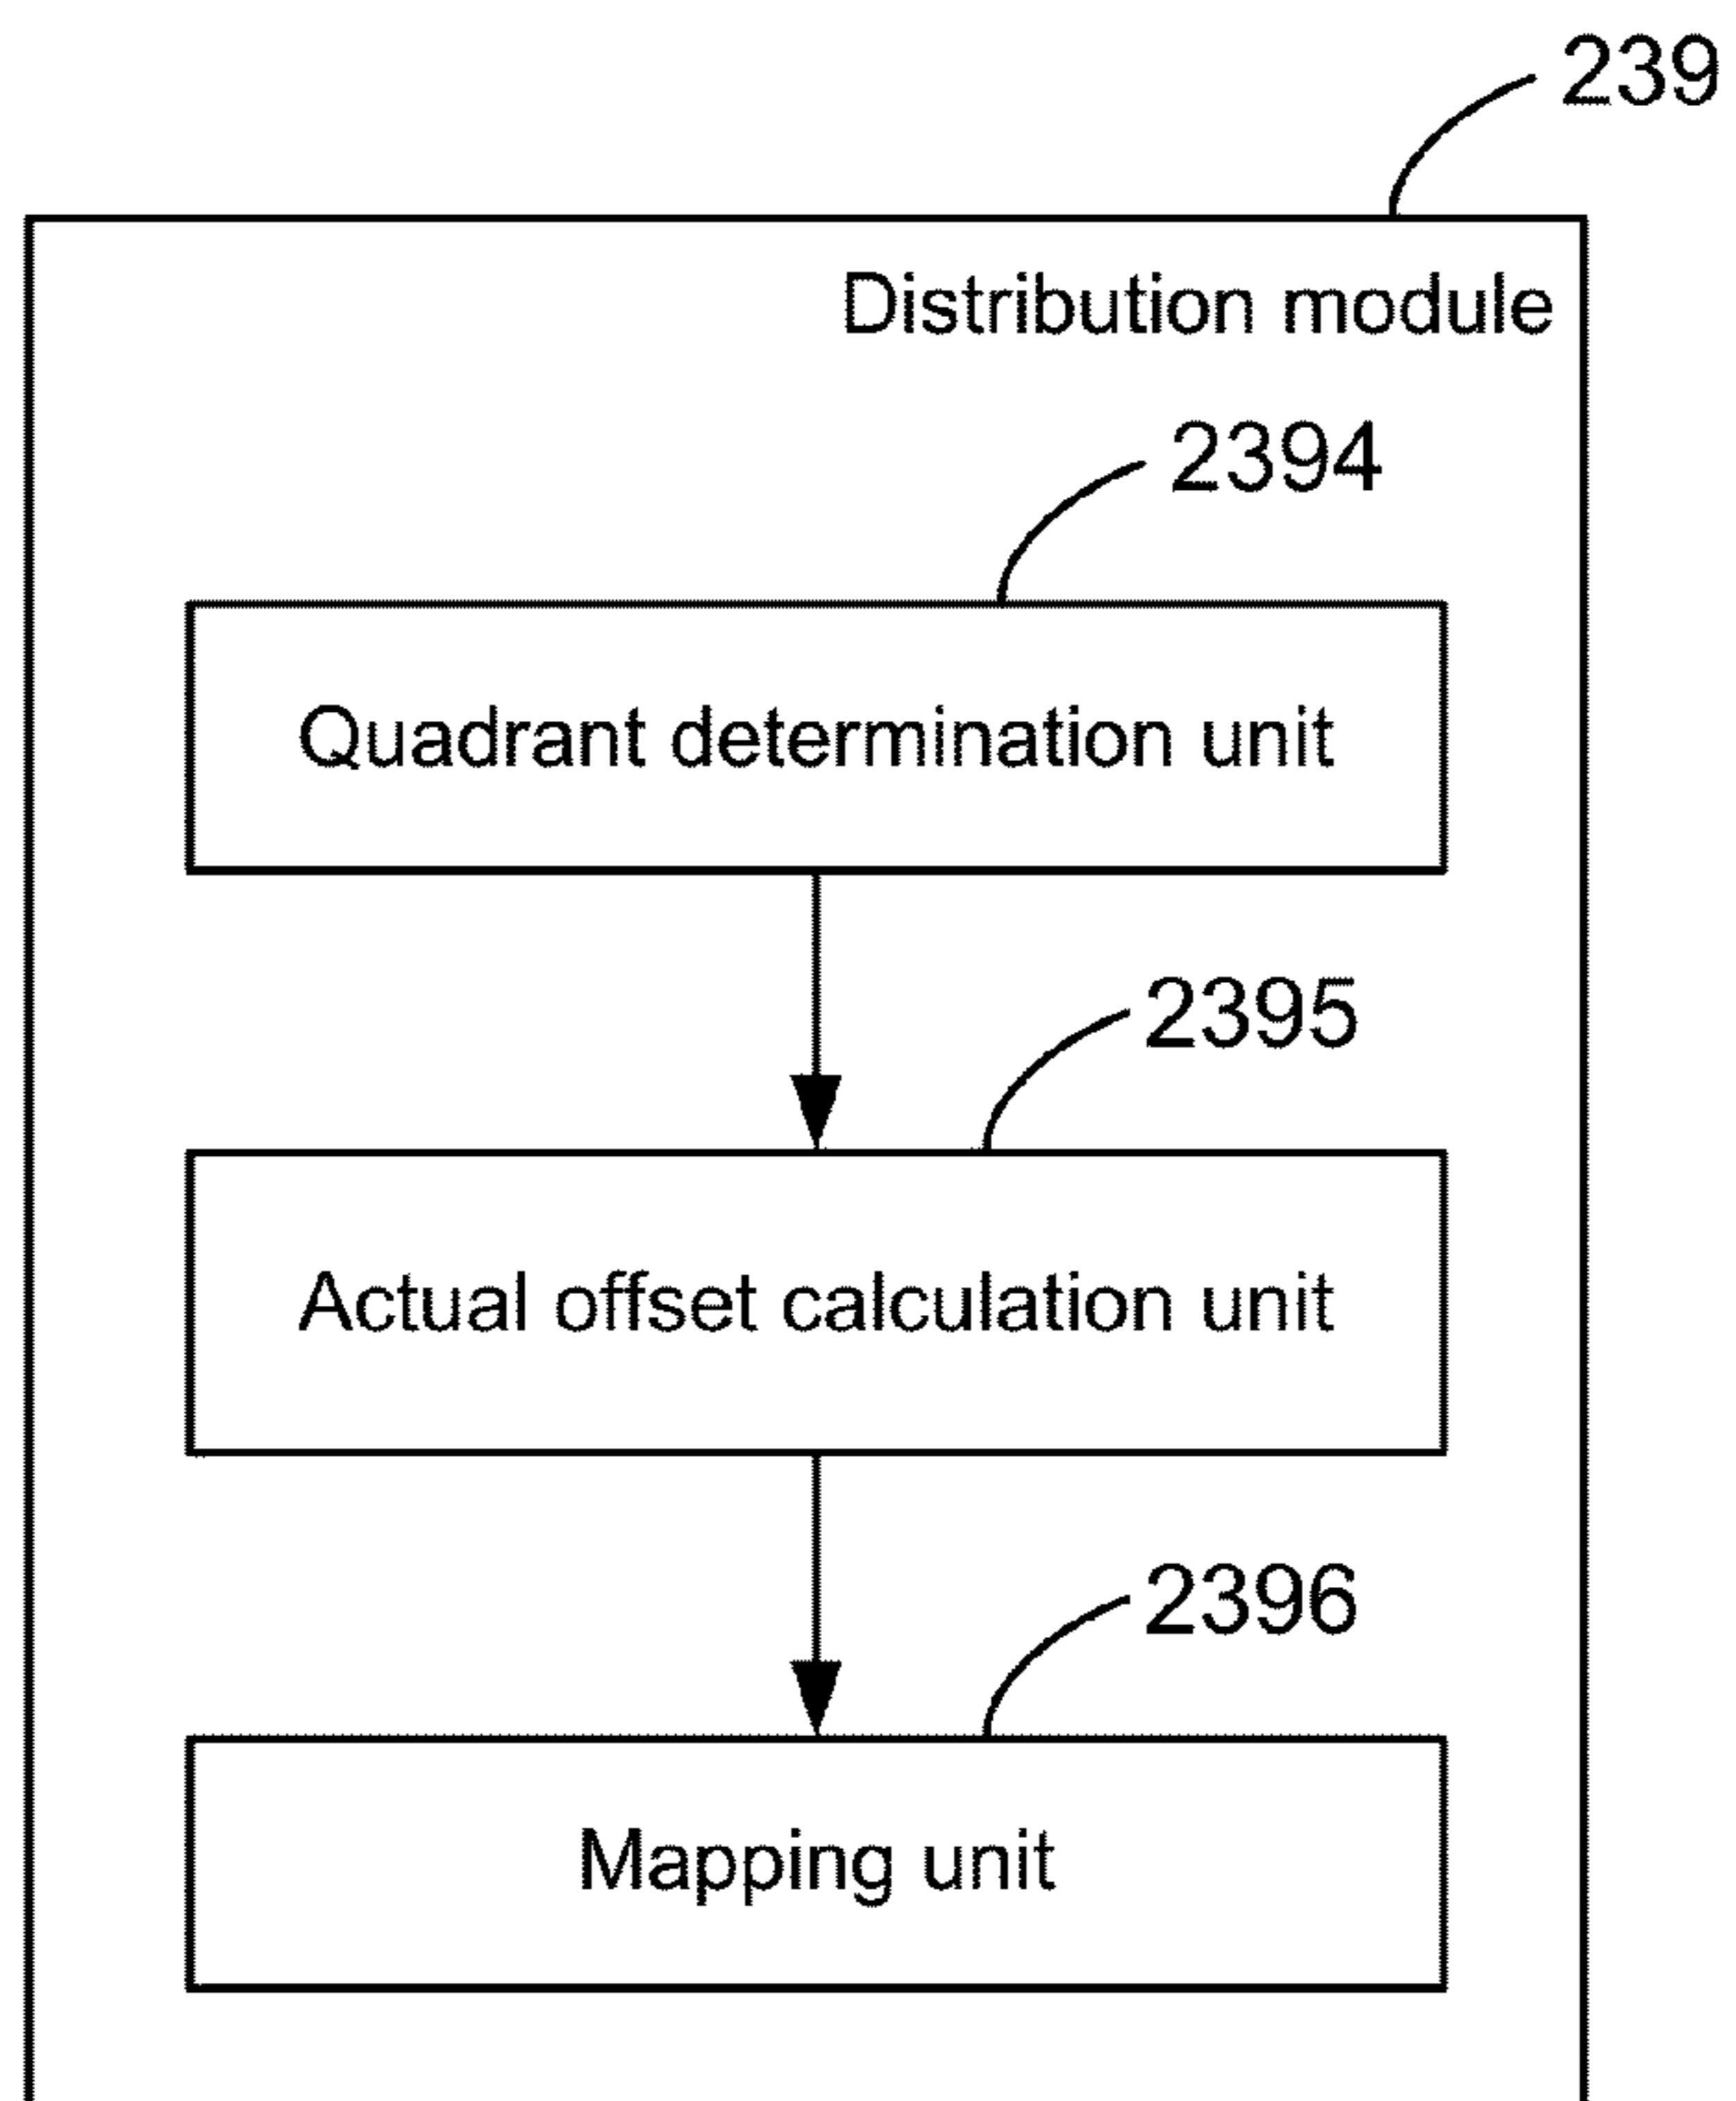 239
Distribution module
2394
Quadrant determination unit
2395
Actual offset calculation unit
2396
Mapping unit